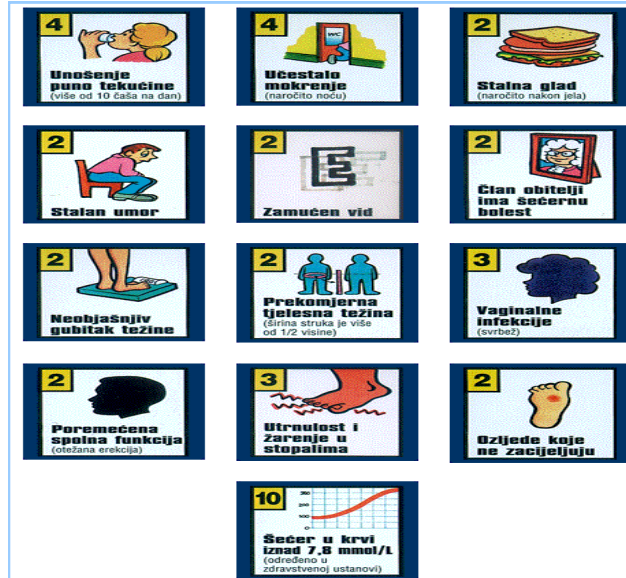 4
Unošenje
puno tekućine
(više od 10 čaša na dan)
4
WC
Učestalo
mokrenje
(naročito noću)
2
Stalna glad
(naročito nakon jela)
2
Stalan umor
2
E
Zamućen vid
2
Član obitelji
ima šećernu
bolest
2
Neobjašnjiv
gubitak težine
2
Prekomjerna
tjelesna težina
(širina struka je više
od 1/2 visine)
3
Vaginalne
infekcije
(svrbež)
2
Poremećena
spolna funkcija
(otežana erekcija)
3
Utrnulost i
žarenje u
stopalima
2
Ozljede koje
ne zacijeljuju
10
300
200
100
0
Šećer u krvi
iznad 7,8 mmol/L
(određeno u
zdravstvenoj ustanovi)